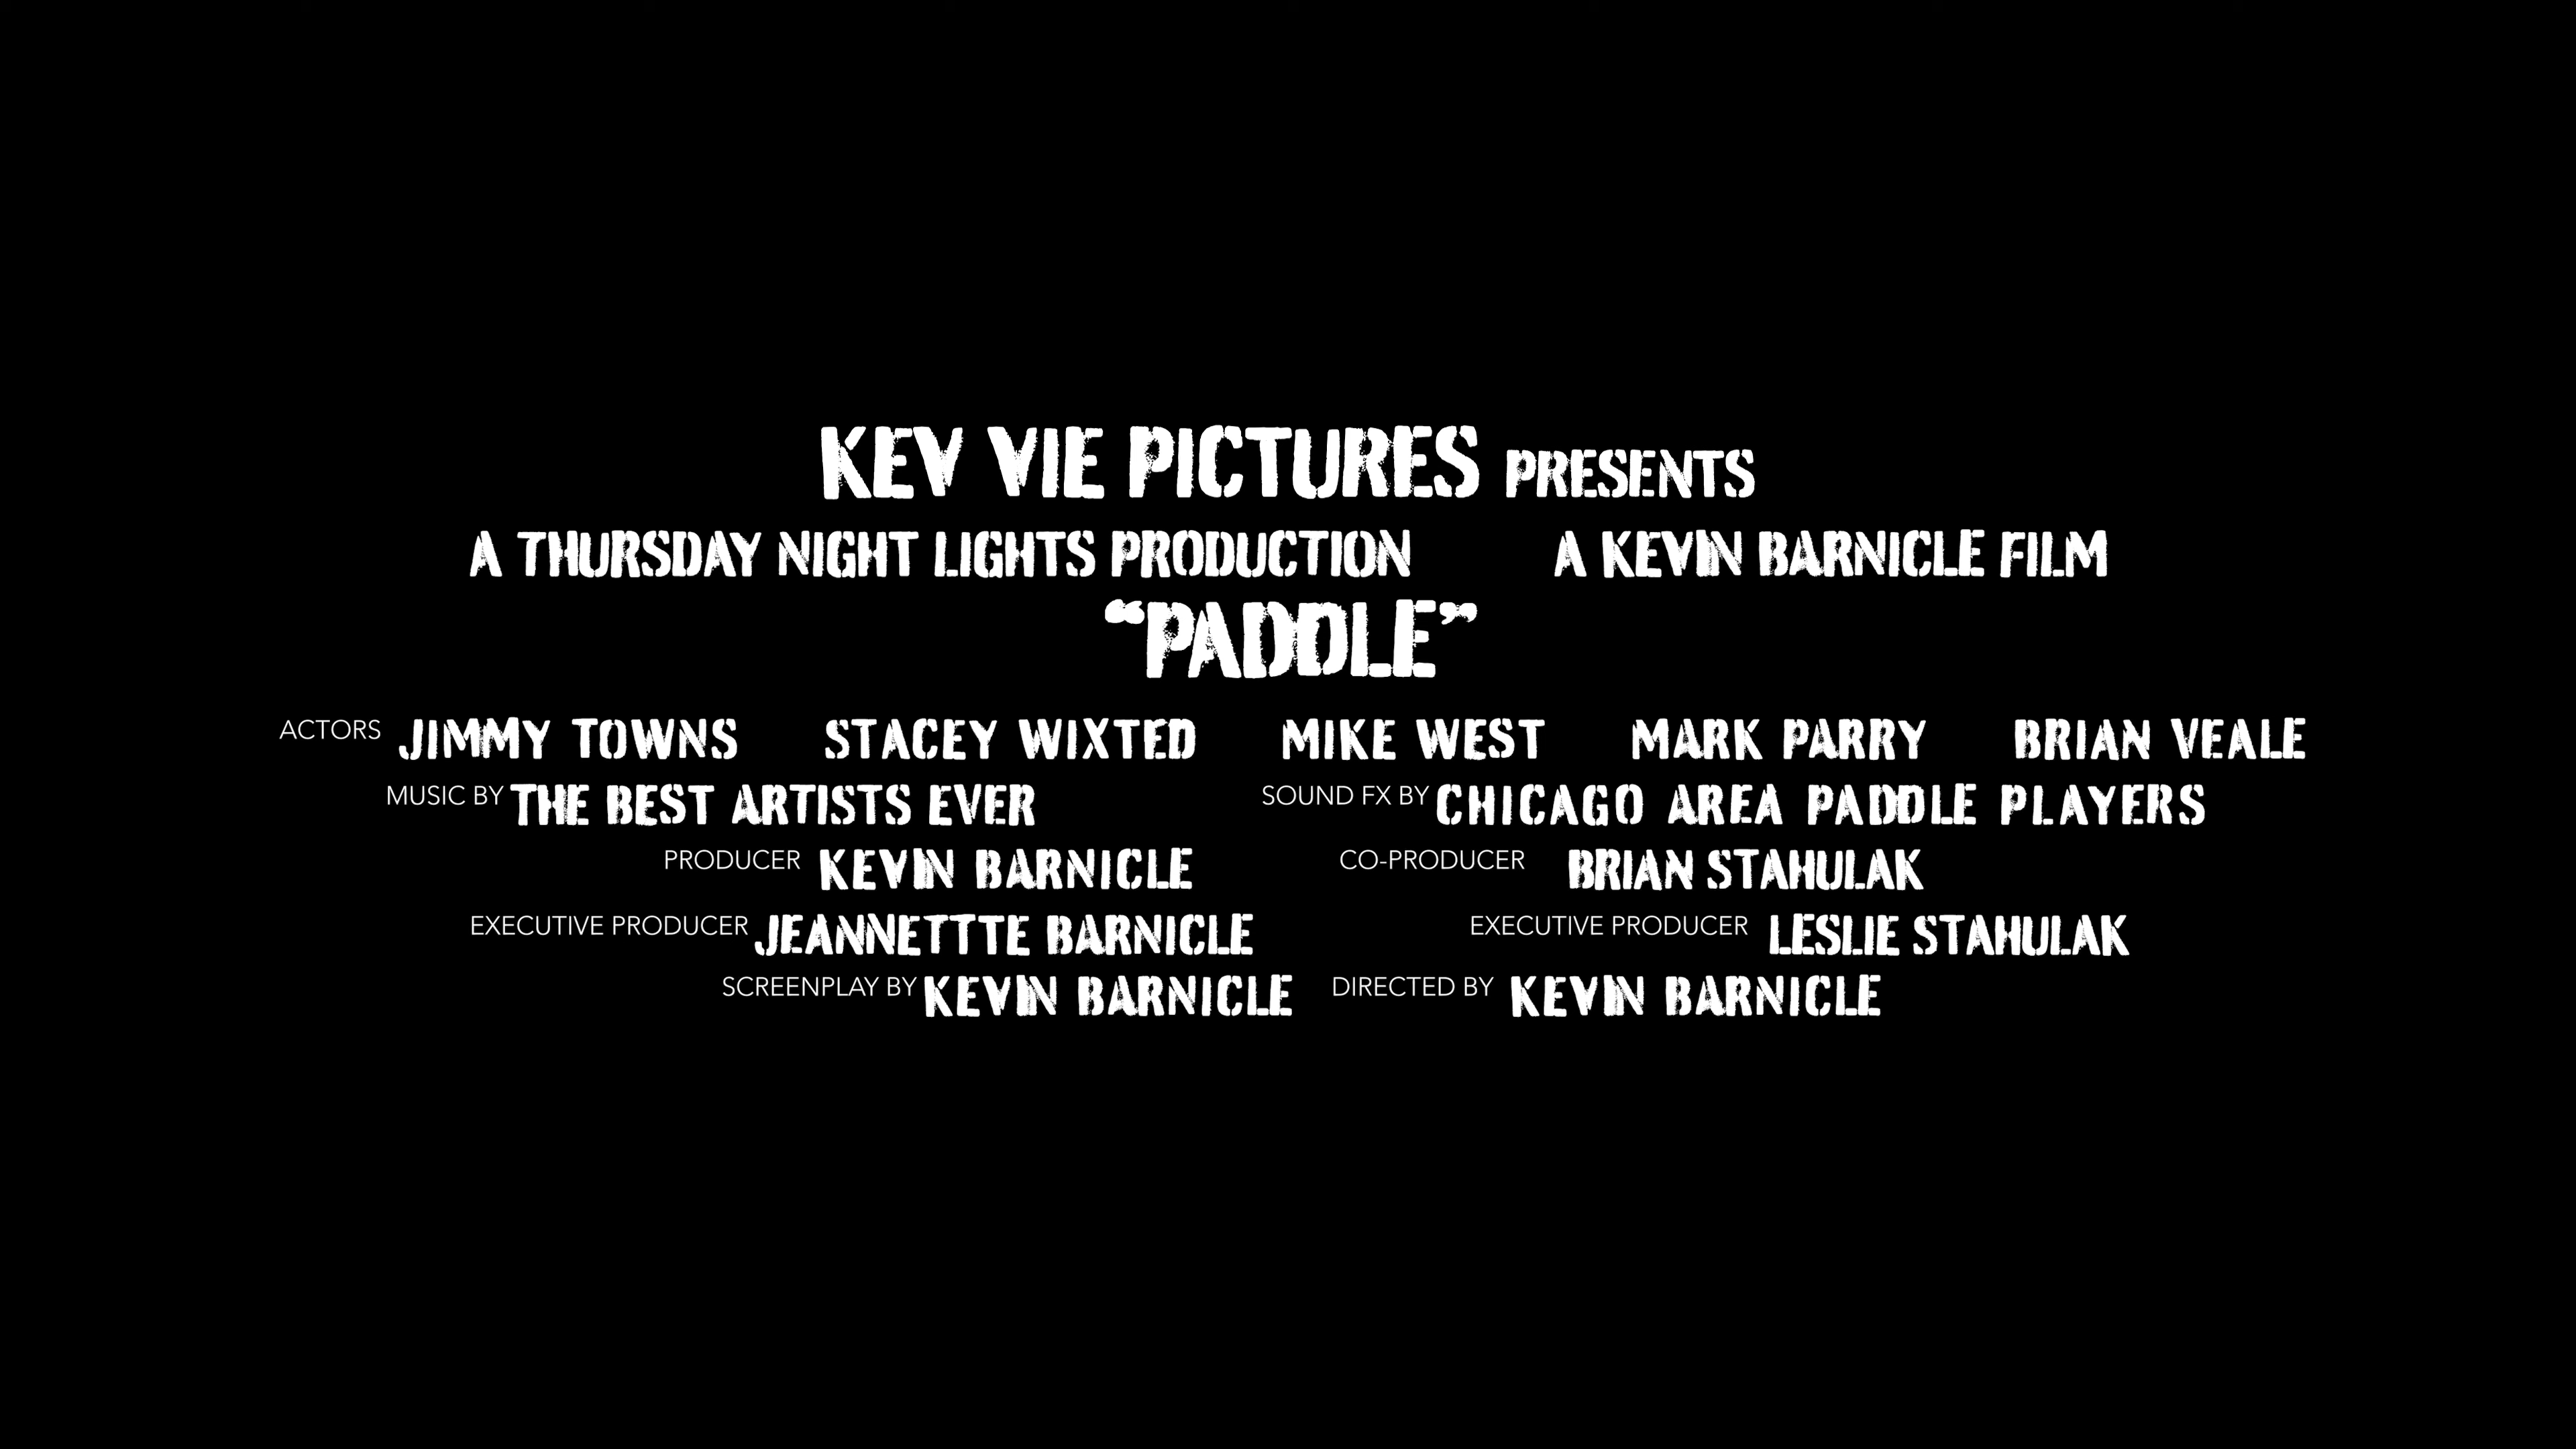 KEV VIE PICTURES PRESENTS
A THURSDAY NIGHT LIGHTS PRODUCTION A KEVIN BARNICLE FILM
“PADDLE”
ACTORS JIMMY TOWNS STACEY WIXTED MIKE WEST MARK PARRY BRIAN VEALE
MUSIC BY THE BEST ARTISTS EVER SOUND FX BY CHICAGO AREA PADDLE PLAYERS
PRODUCER KEVIN BARNICLE CO-PRODUCER BRIAN STAHULAK
EXECUTIVE PRODUCER JEANNETTTE BARNICLE EXECUTIVE PRODUCER LESLIE STAHULAK
SCREENPLAY BY KEVIN BARNICLE DIRECTED BY KEVIN BARNICLE